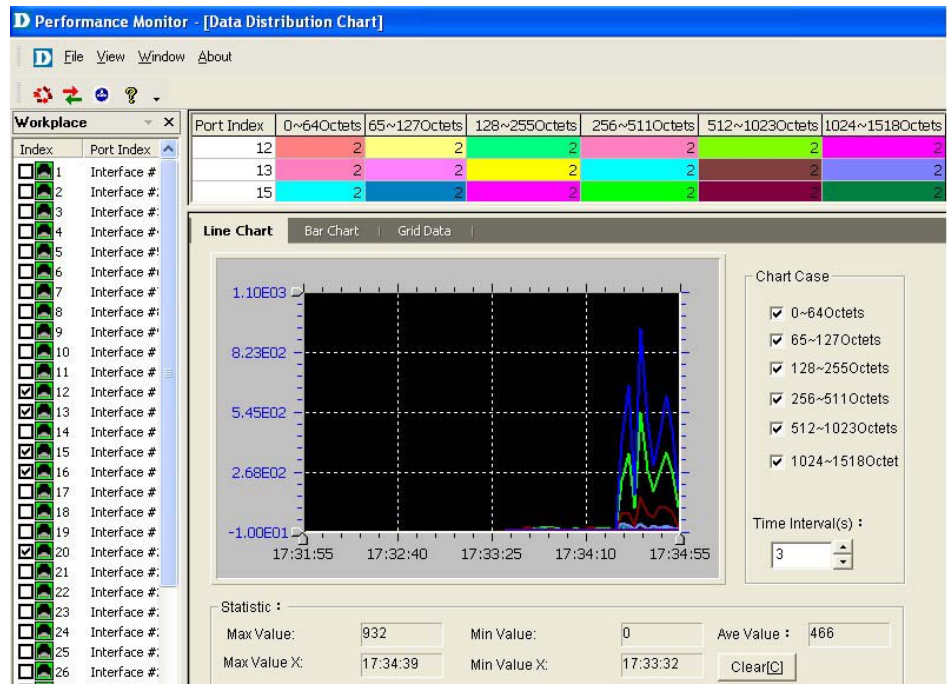 D Performance Monitor - [Data Distribution Chart]
D File View Window About
Workplace
Index Port Index
1 Interface #
2 Interface #
3 Interface #
4 Interface #
5 Interface #
6 Interface #
7 Interface #
8 Interface #
9 Interface #
10 Interface #
11 Interface #
12 Interface #
13 Interface #
14 Interface #
15 Interface #
16 Interface #
17 Interface #
18 Interface #
19 Interface #
20 Interface #
21 Interface #
22 Interface #
23 Interface #
24 Interface #
25 Interface #
26 Interface #
Port Index 0~64Octets 65~127Octets 128~255Octets 256~511Octets 512~1023Octets 1024~1518Octets
12 2 2 2 2 2 2
13 2 2 2 2 2 2
15 2 2 2 2 2 2
Line Chart Bar Chart Grid Data
1.10E03
8.23E02
5.45E02
2.68E02
-1.00E01
17:31:55 17:32:40 17:33:25 17:34:10 17:34:55
Chart Case
0~64Octets
65~127Octets
128~255Octets
256~511Octets
512~1023Octets
1024~1518Octet
Time Interval(s) :
3
Statistic :
Max Value: 932 Min Value: 0 Ave Value : 466
Max Value X: 17:34:39 Min Value X: 17:33:32 Clear[C]